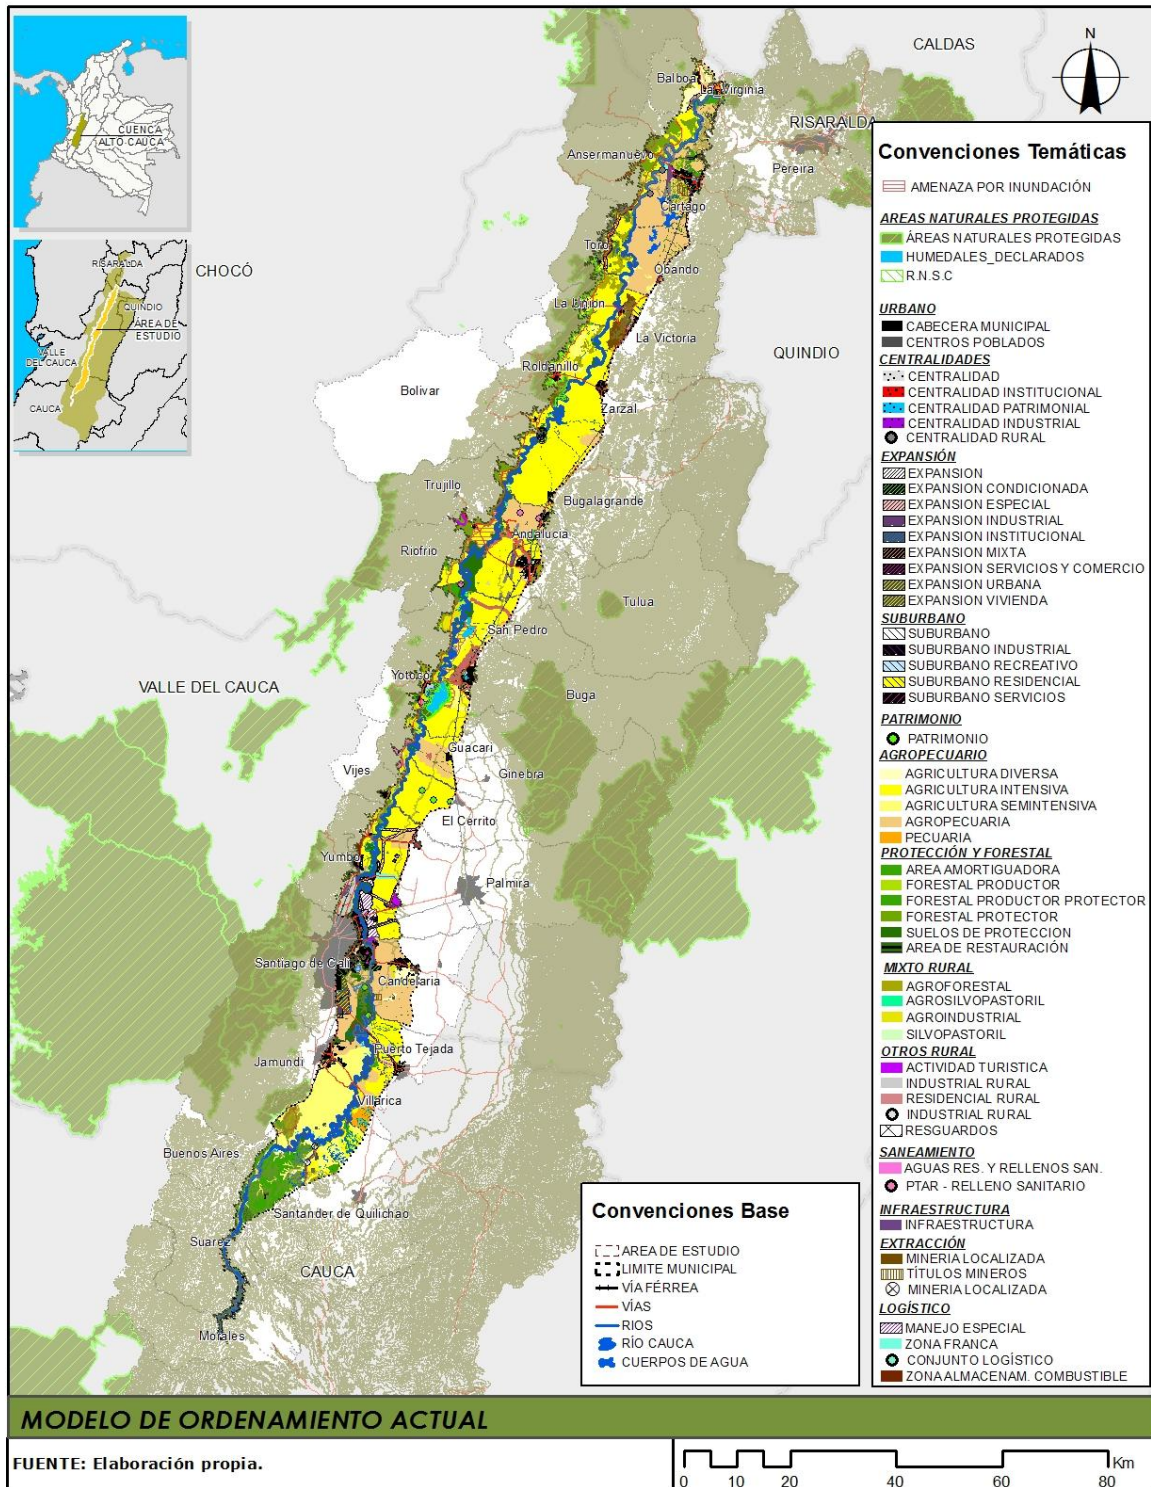 CUENCA
ALTO CAUCA
RISARALDA
QUINDIO
ÁREA DE
ESTUDIO
VALLE
DEL CAUCA
CAUCA
N
CALDAS
Balboa
La_Virginia
RISARALDA
Ansermanuevo
Pereira
Cartago
Toro
CHOCÓ
Obando
La Unión
La Victoria
QUINDIO
Roldanillo
Bolivar
Zarzal
Trujillo
Bugalagrande
Andalucía
Riofrio
Tulua
San Pedro
Yotoco
VALLE DEL CAUCA
Buga
Guacarí
Vijes
Ginebra
El Cerrito
Yumbo
Palmira
Santiago de Cali
Candelaria
Puerto Tejada
Jamundi
Villarica
Buenos Aires
Santander de Quilichao
Suarez
CAUCA
Morales
Convenciones Temáticas
AMENAZA POR INUNDACIÓN
AREAS NATURALES PROTEGIDAS
ÁREAS NATURALES PROTEGIDAS
HUMEDALES_DECLARADOS
R.N.S.C
URBANO
CABECERA MUNICIPAL
CENTROS POBLADOS
CENTRALIDADES
CENTRALIDAD
CENTRALIDAD INSTITUCIONAL
CENTRALIDAD PATRIMONIAL
CENTRALIDAD INDUSTRIAL
CENTRALIDAD RURAL
EXPANSIÓN
EXPANSION
EXPANSION CONDICIONADA
EXPANSION ESPECIAL
EXPANSION INDUSTRIAL
EXPANSION INSTITUCIONAL
EXPANSION MIXTA
EXPANSION SERVICIOS Y COMERCIO
EXPANSION URBANA
EXPANSION VIVIENDA
SUBURBANO
SUBURBANO
SUBURBANO INDUSTRIAL
SUBURBANO RECREATIVO
SUBURBANO RESIDENCIAL
SUBURBANO SERVICIOS
PATRIMONIO
PATRIMONIO
AGROPECUARIO
AGRICULTURA DIVERSA
AGRICULTURA INTENSIVA
AGRICULTURA SEMINTENSIVA
AGROPECUARIA
PECUARIA
PROTECCIÓN Y FORESTAL
AREA AMORTIGUADORA
FORESTAL PRODUCTOR
FORESTAL PRODUCTOR PROTECTOR
FORESTAL PROTECTOR
SUELOS DE PROTECCION
AREA DE RESTAURACIÓN
MIXTO RURAL
AGROFORESTAL
AGROSILVOPASTORIL
AGROINDUSTRIAL
SILVOPASTORIL
OTROS RURAL
ACTIVIDAD TURISTICA
INDUSTRIAL RURAL
RESIDENCIAL RURAL
INDUSTRIAL RURAL
RESGUARDOS
SANEAMIENTO
AGUAS RES. Y RELLENOS SAN.
PTAR - RELLENO SANITARIO
INFRAESTRUCTURA
INFRAESTRUCTURA
EXTRACCIÓN
MINERIA LOCALIZADA
TÍTULOS MINEROS
MINERIA LOCALIZADA
LOGÍSTICO
MANEJO ESPECIAL
ZONA FRANCA
CONJUNTO LOGÍSTICO
ZONA ALMACENAM. COMBUSTIBLE
Convenciones Base
AREA DE ESTUDIO
LIMITE MUNICIPAL
VÍA FÉRREA
VÍAS
RIOS
RÍO CAUCA
CUERPOS DE AGUA
MODELO DE ORDENAMIENTO ACTUAL
FUENTE: Elaboración propia.
0 10 20 40 60 80 Km